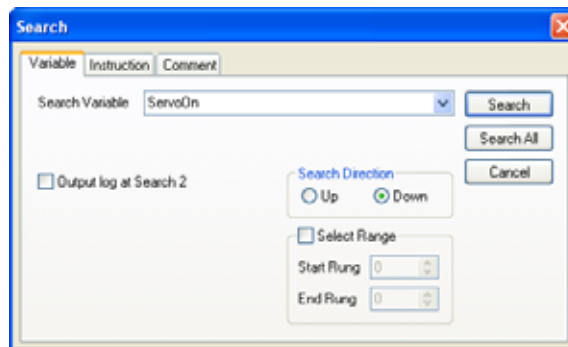 Search
Variable Instruction Comment
Search Variable ServoOn Search
Search All
Output log at Search 2 Search Direction Cancel
Up Down
Select Range
Start Rung 0
End Rung 0